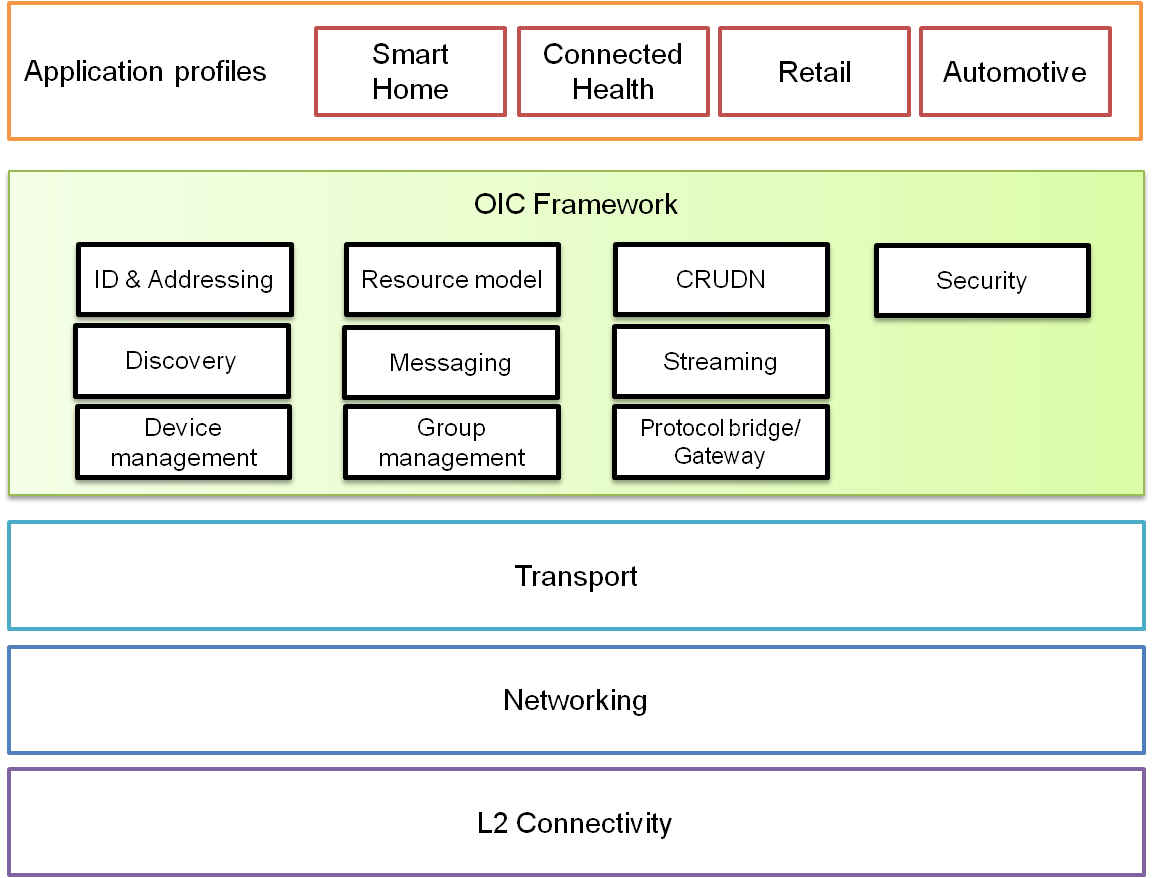 Application profiles
Smart
Home
Connected
Health
Retail
Automotive
OIC Framework
ID & Addressing
Resource model
CRUDN
Security
Discovery
Messaging
Streaming
Device
management
Group
management
Protocol bridge/
Gateway
Transport
Networking
L2 Connectivity